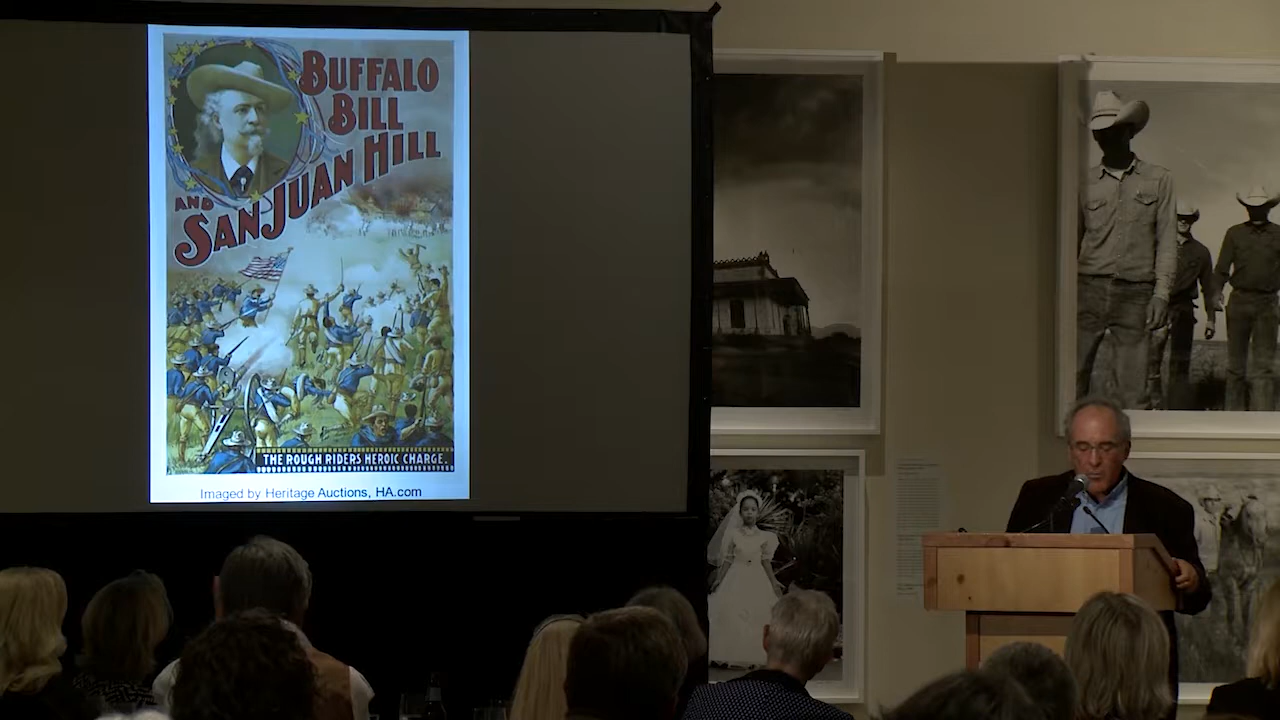 BUFFALO
BILL
AND
SAN JUAN HILL
THE ROUGH RIDERS HEROIC CHARGE.
Imaged by Heritage Auctions, HA.com